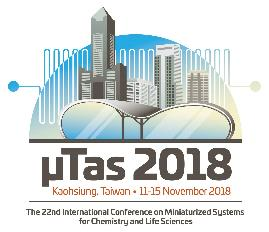 µTas 2018
Kaohsiung, Taiwan • 11-15 November 2018
The 22nd International Conference on Miniaturized Systems
for Chemistry and Life Sciences